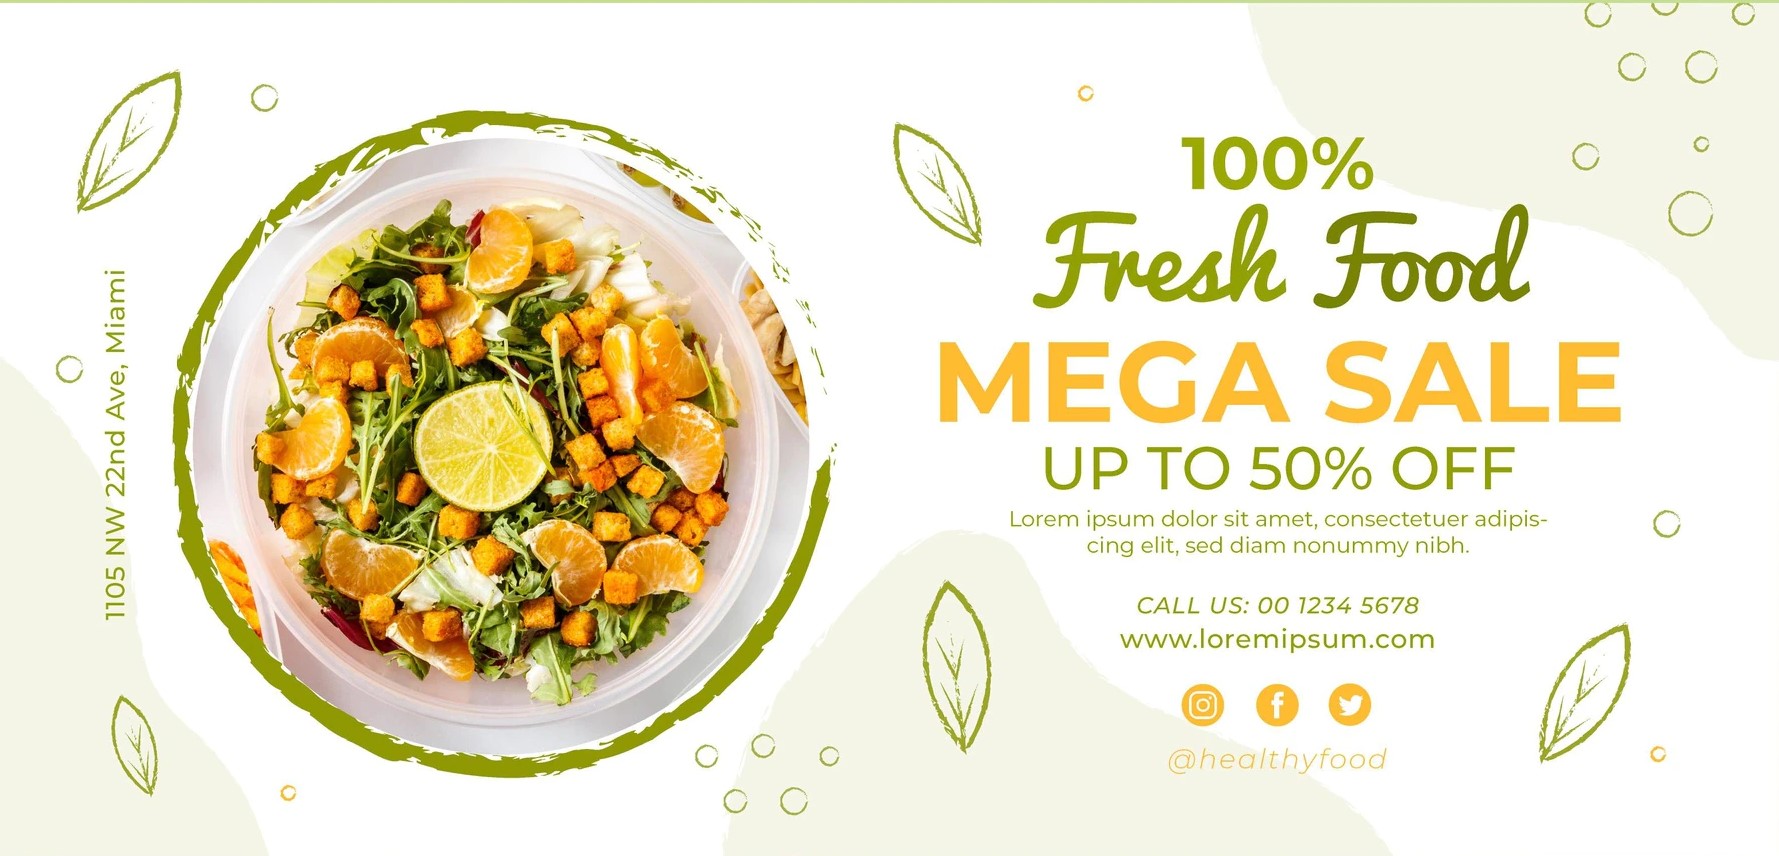 1105 NW 22nd Ave, Miami
100%
Fresh Food
MEGA SALE
UP TO 50% OFF
Lorem ipsum dolor sit amet, consectetuer adipis-
cing elit, sed diam nonummy nibh.
CALL US: 00 1234 5678
www.loremipsum.com
@healthyfood